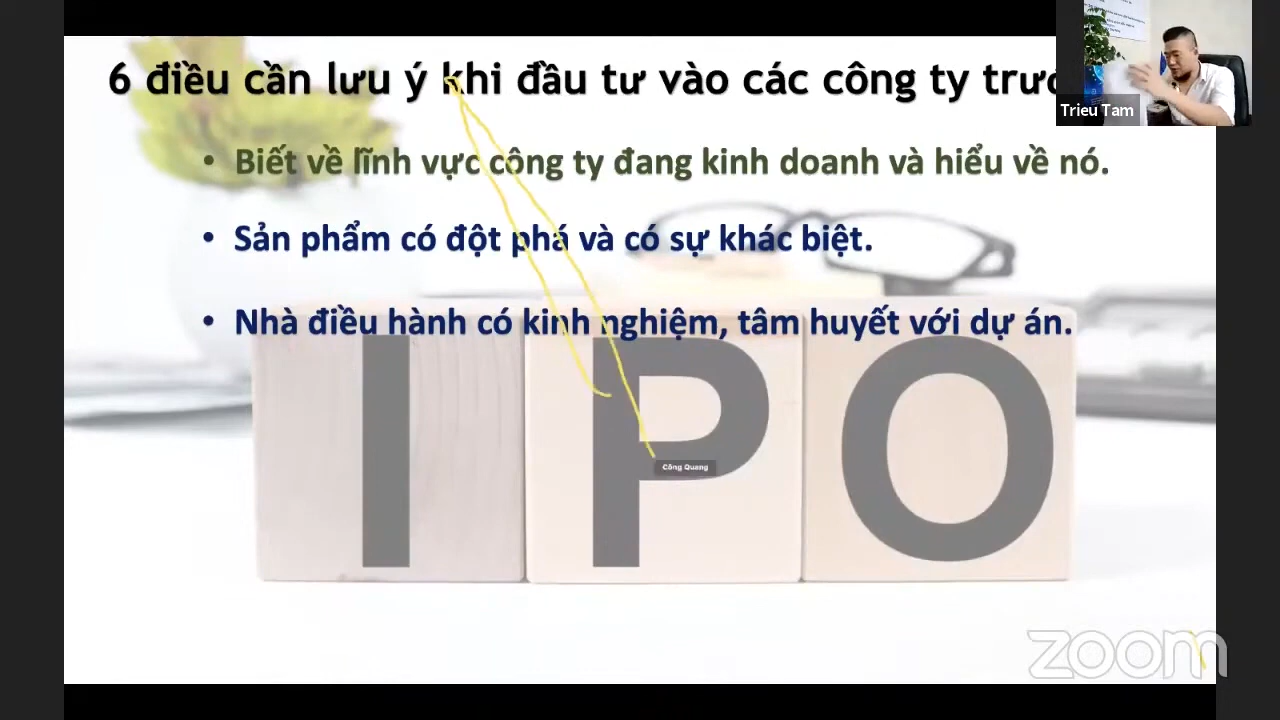 6 điều cần lưu ý khi đầu tư vào các công ty
Trieu Tam
• Biết về lĩnh vực công ty đang kinh doanh và hiểu về nó.
• Sản phẩm có đột phá và có sự khác biệt.
• Nhà điều hành có kinh nghiệm, tâm huyết với dự án.
I P O
Công Quang
zoom